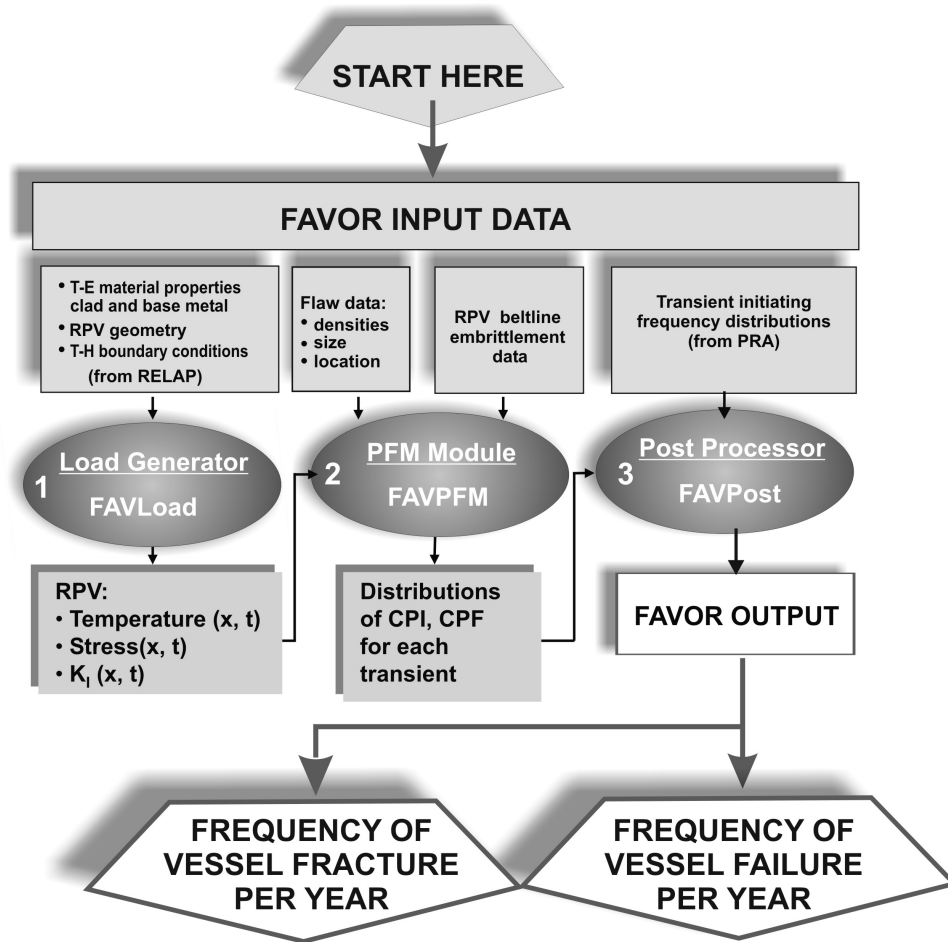 START HERE
FAVOR INPUT DATA
• T-E material properties
clad and base metal
• RPV geometry
• T-H boundary conditions
(from RELAP)
Flaw data:
• densities
• size
• location
RPV beltline
embrittlement
data
Transient initiating
frequency distributions
(from PRA)
1
Load Generator
FAVLoad
2
PFM Module
FAVPFM
3
Post Processor
FAVPost
RPV:
• Temperature (x, t)
• Stress(x, t)
• K_I (x, t)
Distributions
of CPI, CPF
for each
transient
FAVOR OUTPUT
FREQUENCY OF
VESSEL FRACTURE
PER YEAR
FREQUENCY OF
VESSEL FAILURE
PER YEAR